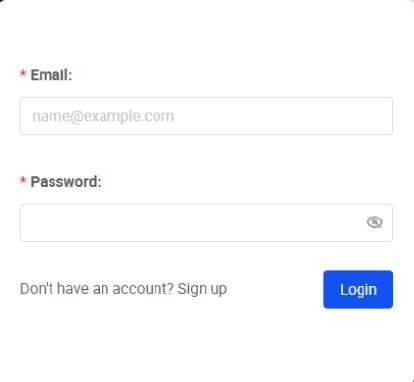 * Email:
name@example.com
* Password:
Don't have an account? Sign up
Login